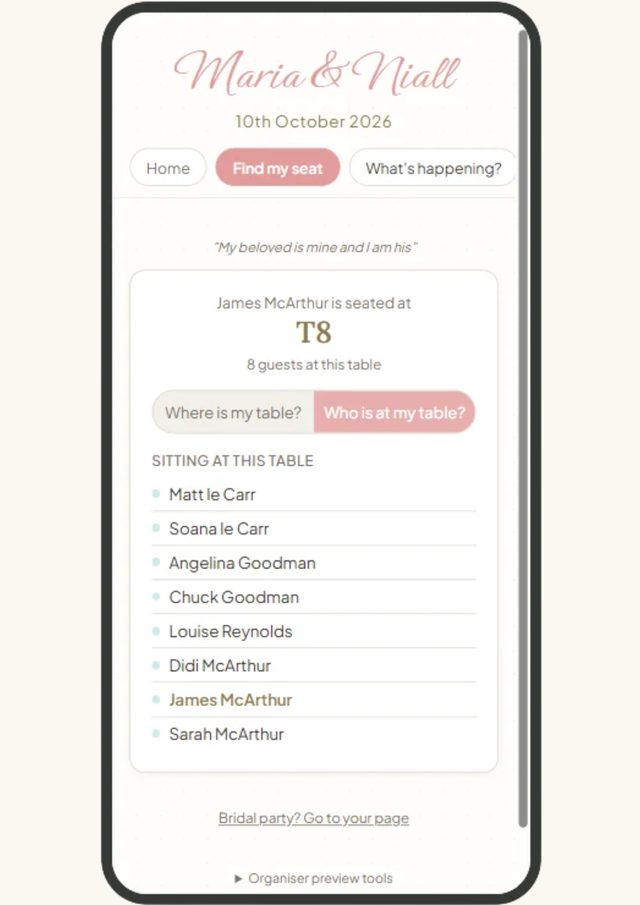 Maria & Niall
10th October 2026
Home
Find my seat
What's happening?
"My beloved is mine and I am his"
James McArthur is seated at
T8
8 guests at this table
Where is my table?
Who is at my table?
SITTING AT THIS TABLE
Matt le Carr
Soana le Carr
Angelina Goodman
Chuck Goodman
Louise Reynolds
Didi McArthur
James McArthur
Sarah McArthur
Bridal party? Go to your page
Organiser preview tools